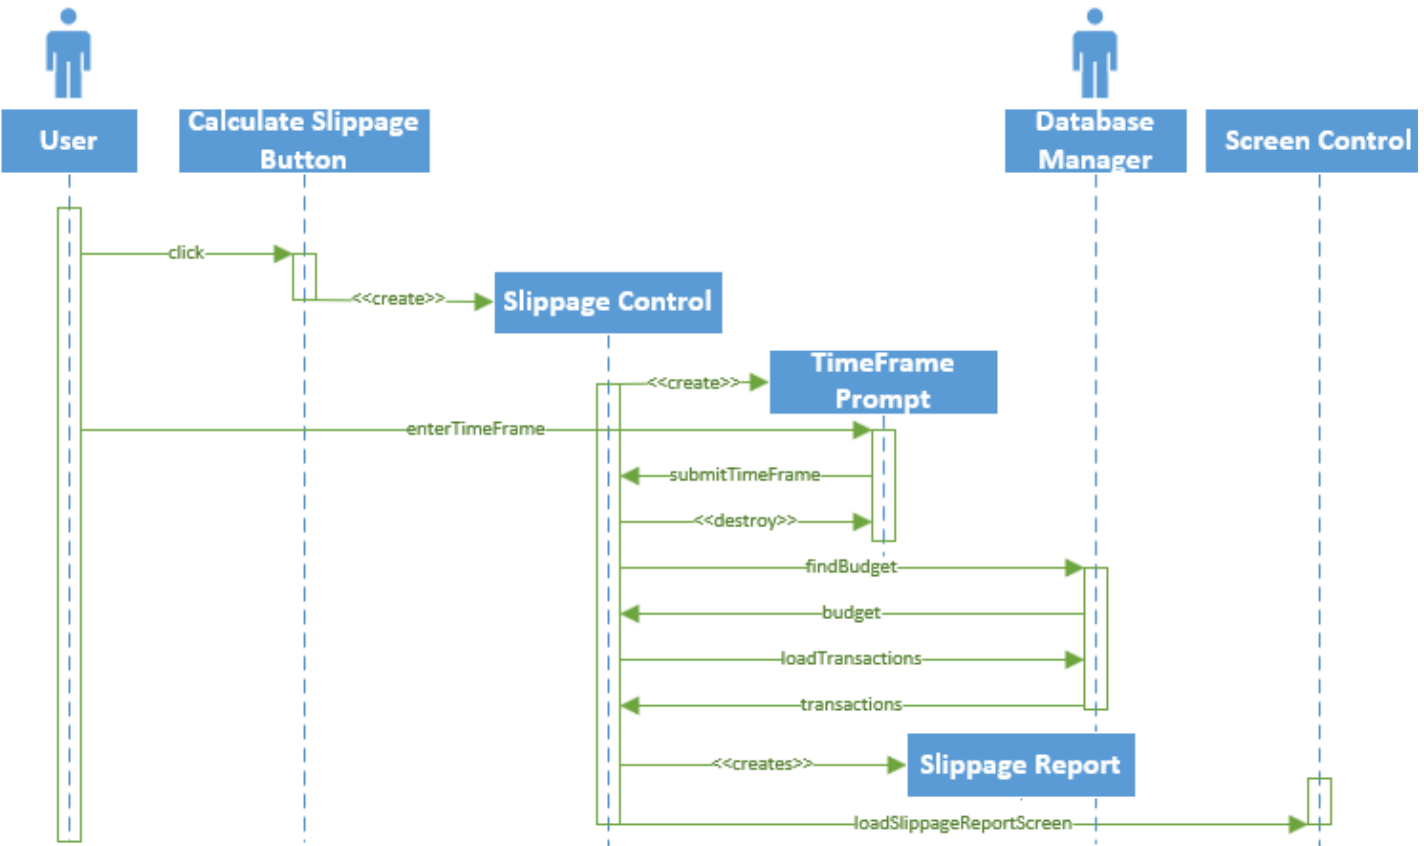 User
Calculate Slippage
Button
Database
Manager
Screen Control
click
<<create>>
Slippage Control
<<create>>
TimeFrame
Prompt
enterTimeFrame
submitTimeFrame
<<destroy>>
findBudget
budget
loadTransactions
transactions
<<creates>>
Slippage Report
loadSlippageReportScreen